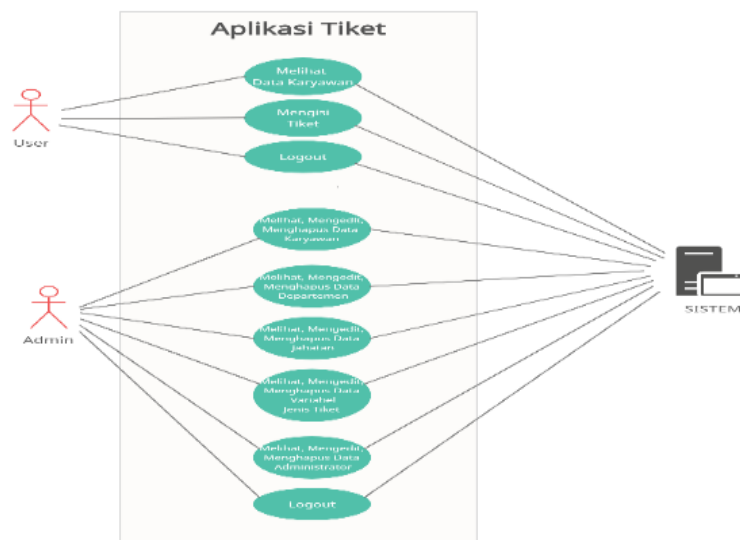 Aplikasi Tiket
Melihat
Data Karyawan
Mengisi
Tiket
User
Logout
Melihat, Mengedit,
Menghapus Data
Karyawan
Melihat, Mengedit,
Menghapus Data
Departemen
SISTEM
Admin
Melihat, Mengedit,
Menghapus Data
Jabatan
Melihat, Mengedit,
Menghapus Data
Variabel
Jenis Tiket
Melihat, Mengedit,
Menghapus Data
Administrator
Logout